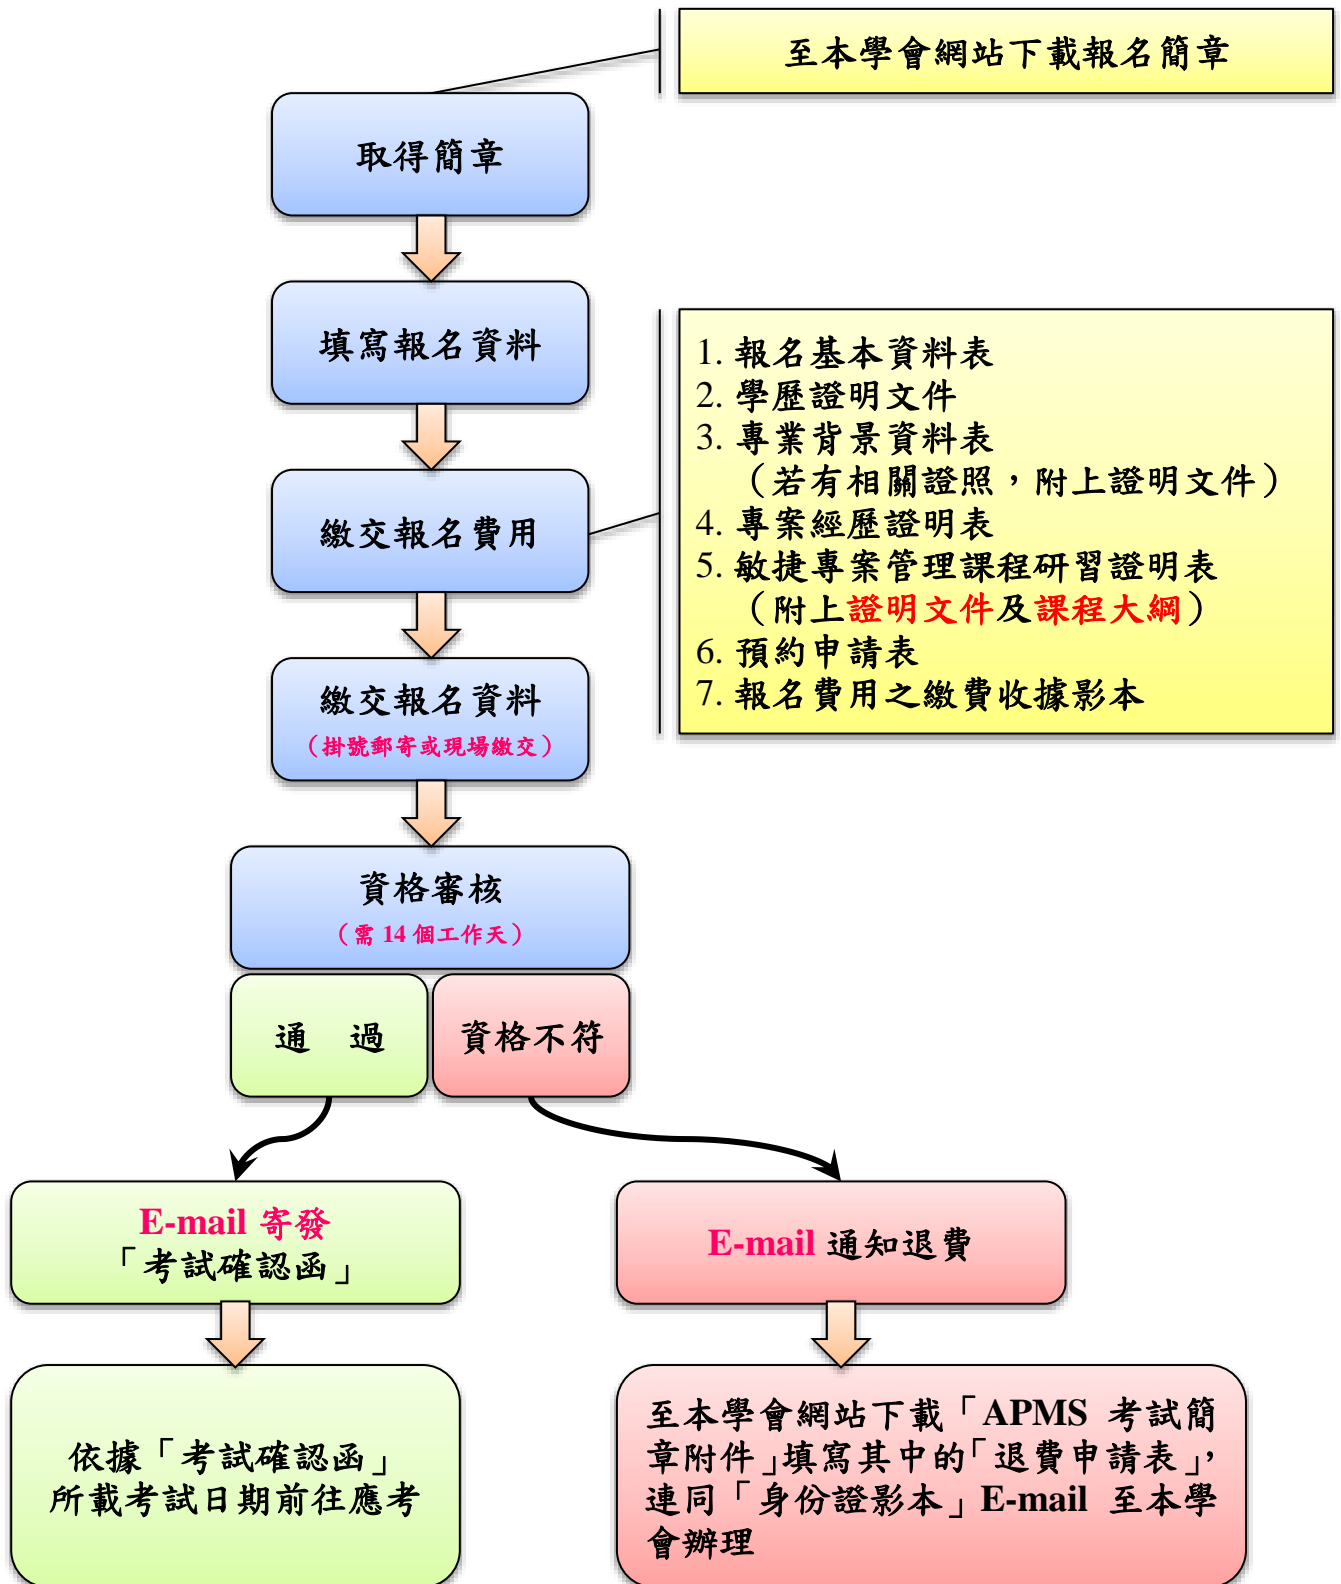 至本學會網站下載報名簡章
取得簡章
填寫報名資料
繳交報名費用
1. 報名基本資料表
2. 學歷證明文件
3. 專業背景資料表
（若有相關證照，附上證明文件）
4. 專案經歷證明表
5. 敏捷專案管理課程研習證明表
（附上證明文件及課程大綱）
6. 預約申請表
7. 報名費用之繳費收據影本
繳交報名資料
（掛號郵寄或現場繳交）
資格審核
（需 14 個工作天）
通　過
資格不符
E-mail 寄發
「考試確認函」
E-mail 通知退費
依據「考試確認函」
所載考試日期前往應考
至本學會網站下載「APMS 考試簡
章附件」填寫其中的「退費申請表」，
連同「身份證影本」E-mail 至本學
會辦理